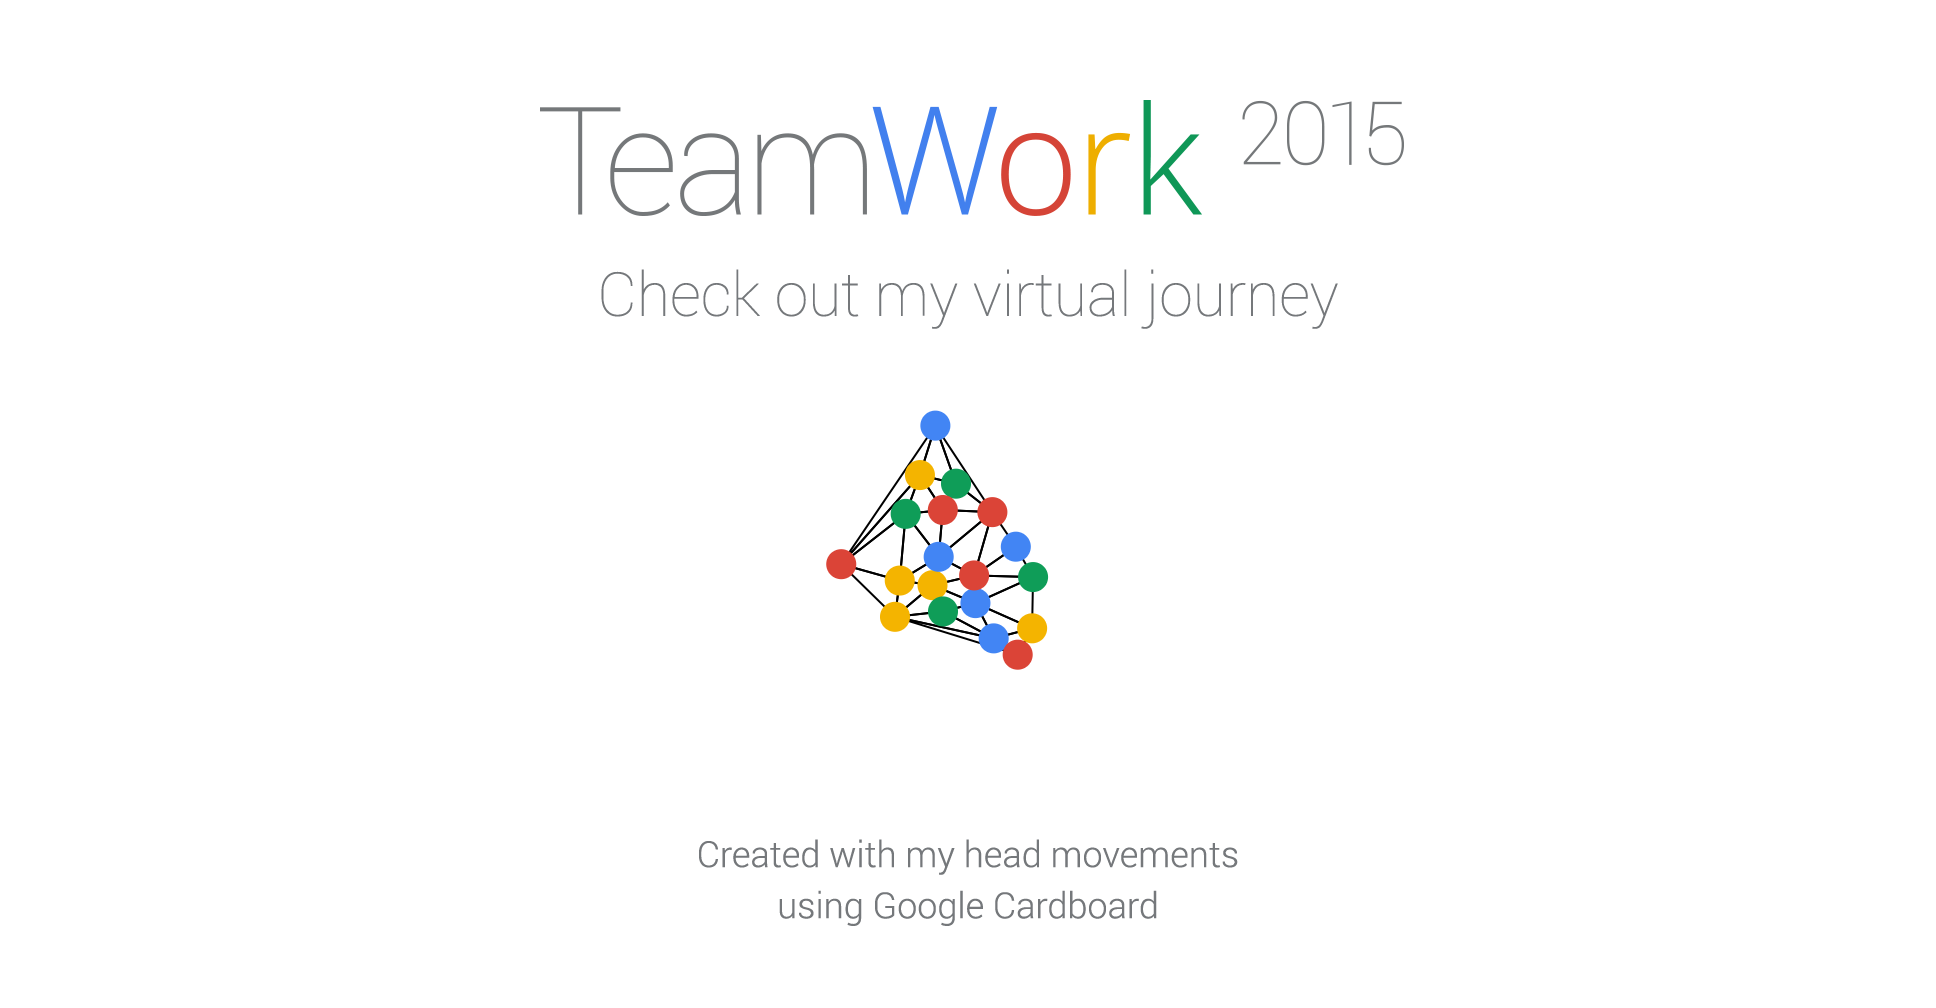 TeamWork 2015
Check out my virtual journey
Created with my head movements
using Google Cardboard